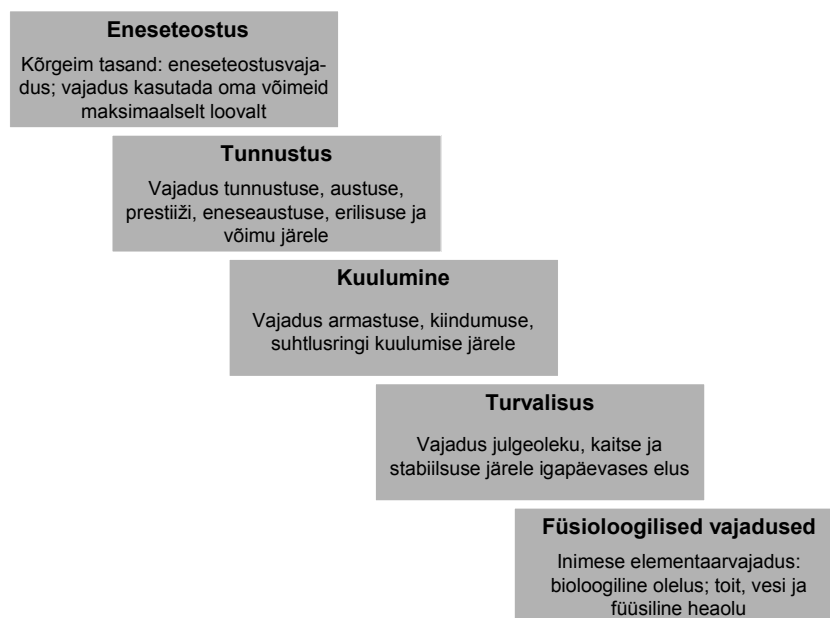 Eneseteostus
Kõrgeim tasand: eneseteostusvaja-
dus; vajadus kasutada oma võimeid
maksimaalselt loovalt
Tunnustus
Vajadus tunnustuse, austuse,
prestiiži, eneseaustuse, erilisuse ja
võimu järele
Kuulumine
Vajadus armastuse, kiindumuse,
suhtlusringi kuulumise järele
Turvalisus
Vajadus julgeoleku, kaitse ja
stabiilsuse järele igapäevases elus
Füsioloogilised vajadused
Inimese elementaarvajadus:
bioloogiline olelus; toit, vesi ja
füüsiline heaolu